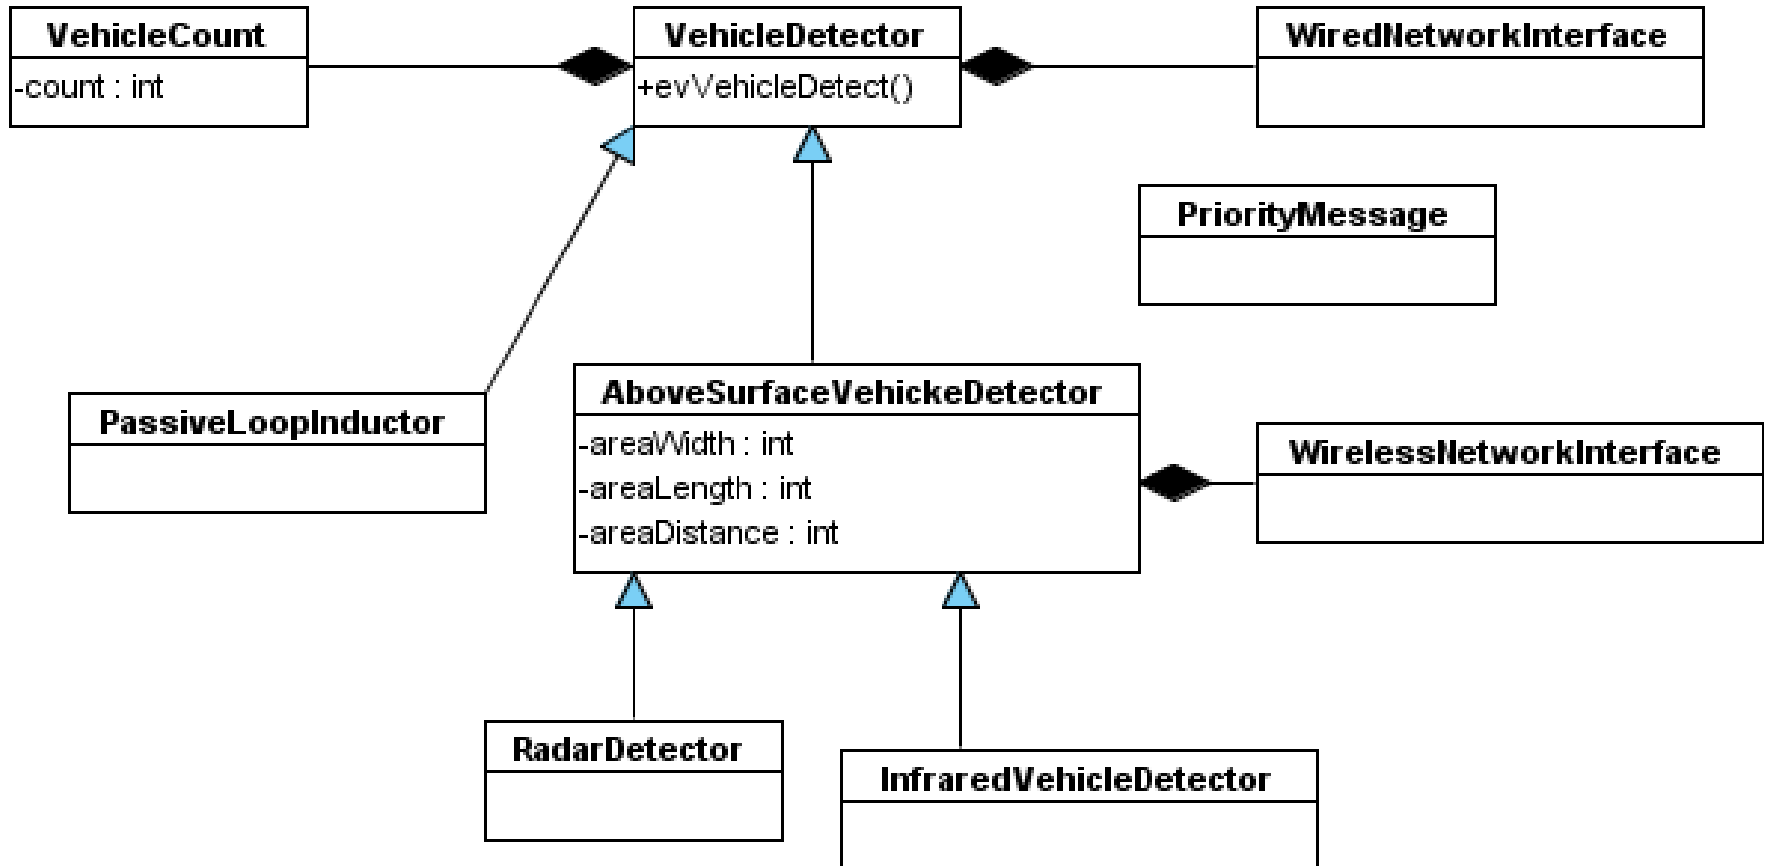 VehicleCount
-count : int
VehicleDetector
+evVehicleDetect()
WiredNetworkInterface
PriorityMessage
PassiveLoopInductor
AboveSurfaceVehickeDetector
-areaWidth : int
-areaLength : int
-areaDistance : int
WirelessNetworkInterface
RadarDetector
InfraredVehicleDetector